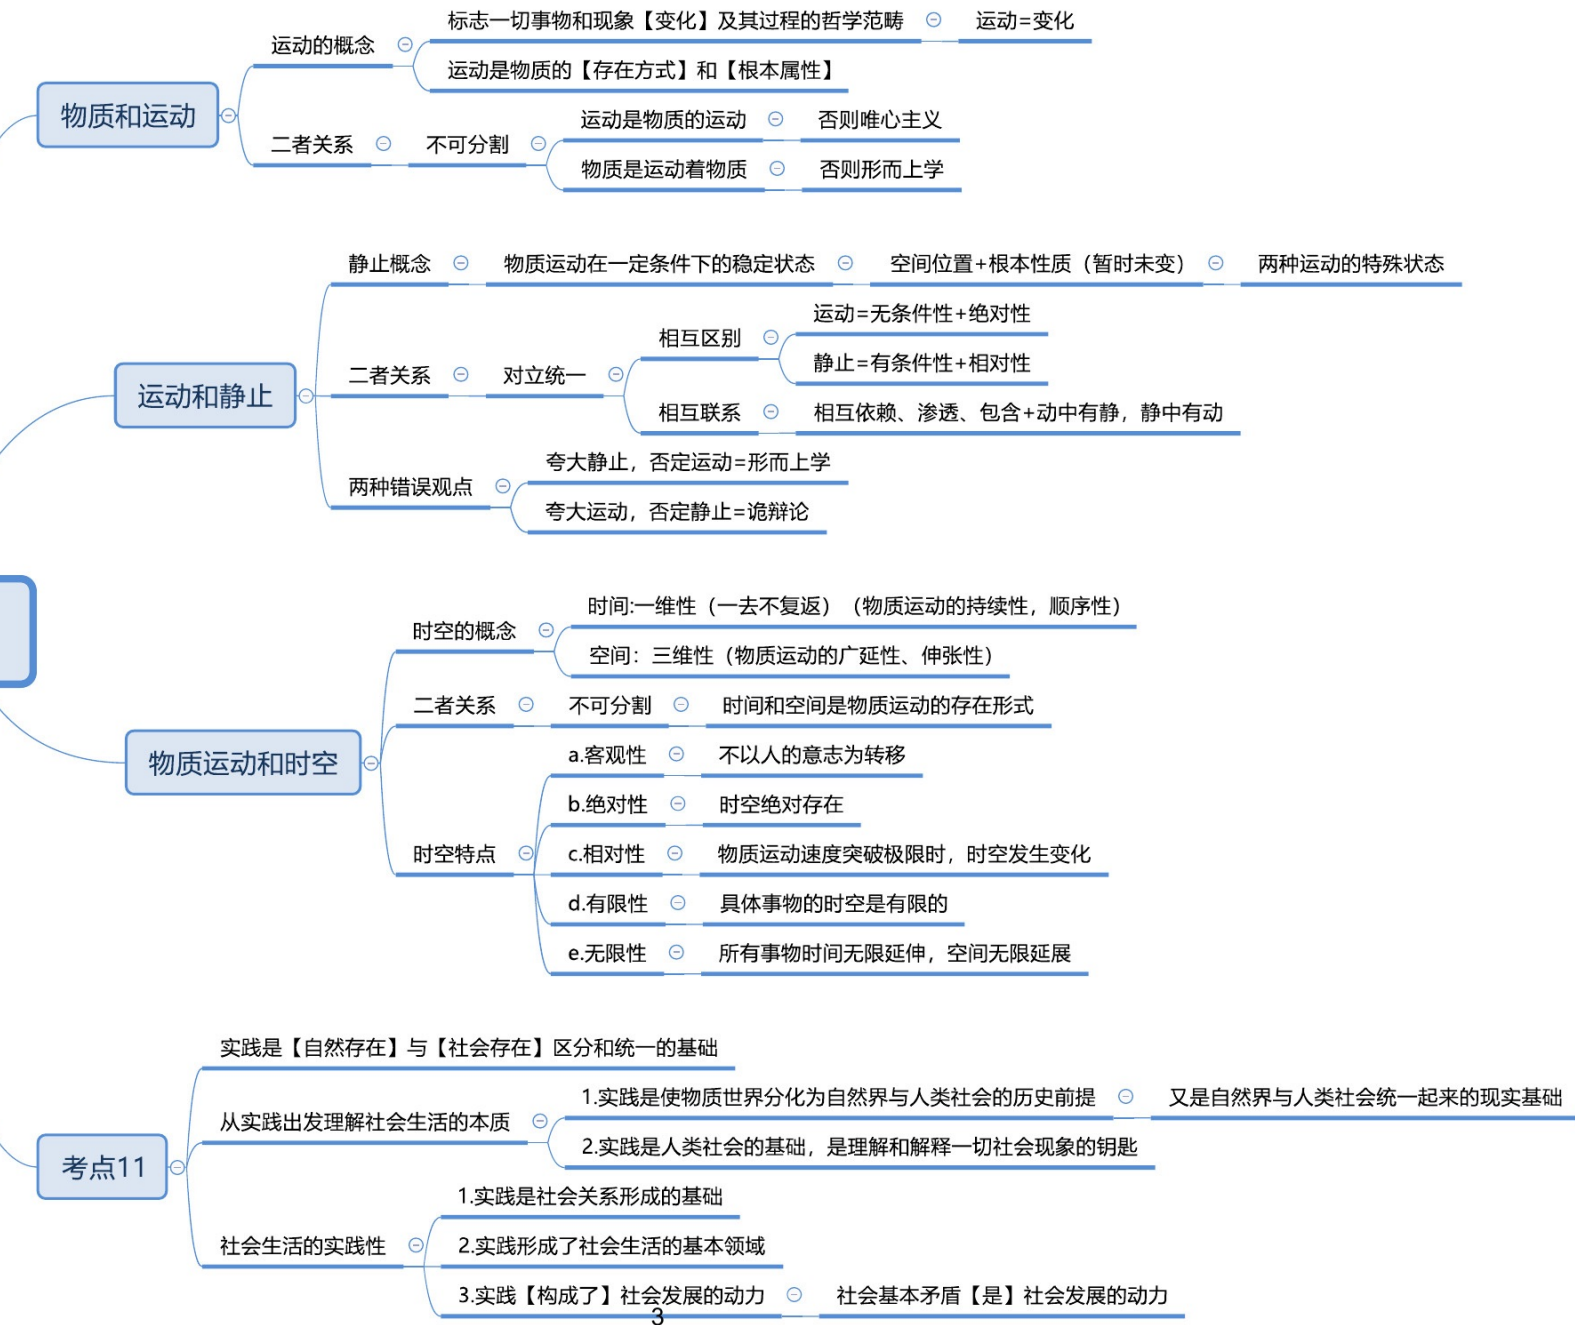 物质和运动
运动的概念
标志一切事物和现象【变化】及其过程的哲学范畴
运动=变化
运动是物质的【存在方式】和【根本属性】
二者关系
不可分割
运动是物质的运动
否则唯心主义
物质是运动着物质
否则形而上学
运动和静止
静止概念
物质运动在一定条件下的稳定状态
空间位置+根本性质（暂时未变）
两种运动的特殊状态
二者关系
对立统一
相互区别
运动=无条件性+绝对性
静止=有条件性+相对性
相互联系
相互依赖、渗透、包含+动中有静，静中有动
两种错误观点
夸大静止，否定运动=形而上学
夸大运动，否定静止=诡辩论
物质运动和时空
时空的概念
时间:一维性（一去不复返）（物质运动的持续性，顺序性）
空间：三维性（物质运动的广延性、伸张性）
二者关系
不可分割
时间和空间是物质运动的存在形式
时空特点
a.客观性
不以人的意志为转移
b.绝对性
时空绝对存在
c.相对性
物质运动速度突破极限时，时空发生变化
d.有限性
具体事物的时空是有限的
e.无限性
所有事物时间无限延伸，空间无限延展
考点11
实践是【自然存在】与【社会存在】区分和统一的基础
从实践出发理解社会生活的本质
1.实践是使物质世界分化为自然界与人类社会的历史前提
又是自然界与人类社会统一起来的现实基础
2.实践是人类社会的基础，是理解和解释一切社会现象的钥匙
社会生活的实践性
1.实践是社会关系形成的基础
2.实践形成了社会生活的基本领域
3.实践【构成了】社会发展的动力
社会基本矛盾【是】社会发展的动力
3